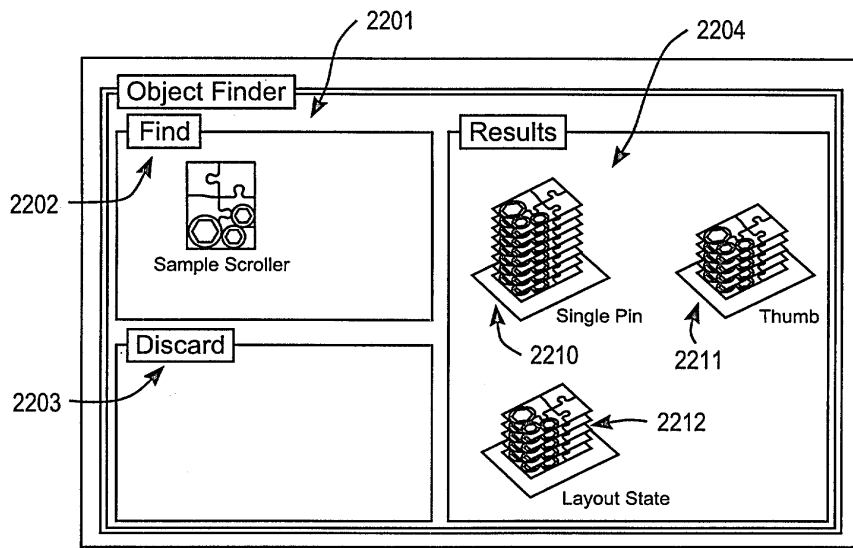 2201
2204
Object Finder
Find
Results
2202
Sample Scroller
Single Pin
Thumb
2210
2211
Discard
2203
2212
Layout State